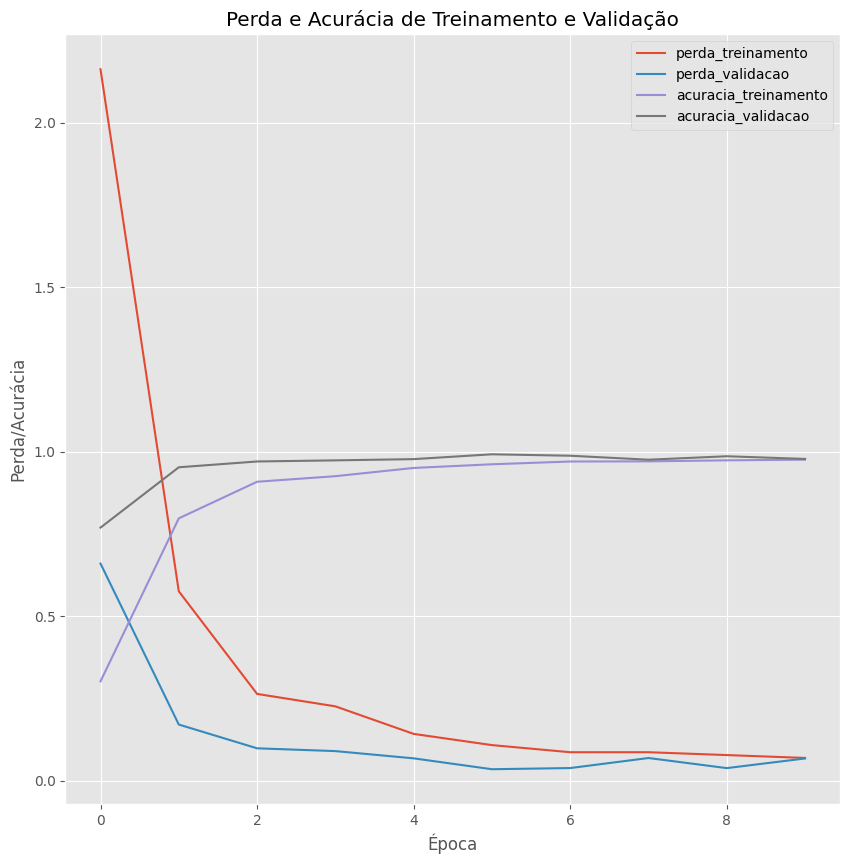 Perda e Acurácia de Treinamento e Validação
perda_treinamento
perda_validacao
acuracia_treinamento
acuracia_validacao
2.0
1.5
1.0
0.5
0.0
Perda/Acurácia
0 2 4 6 8
Época